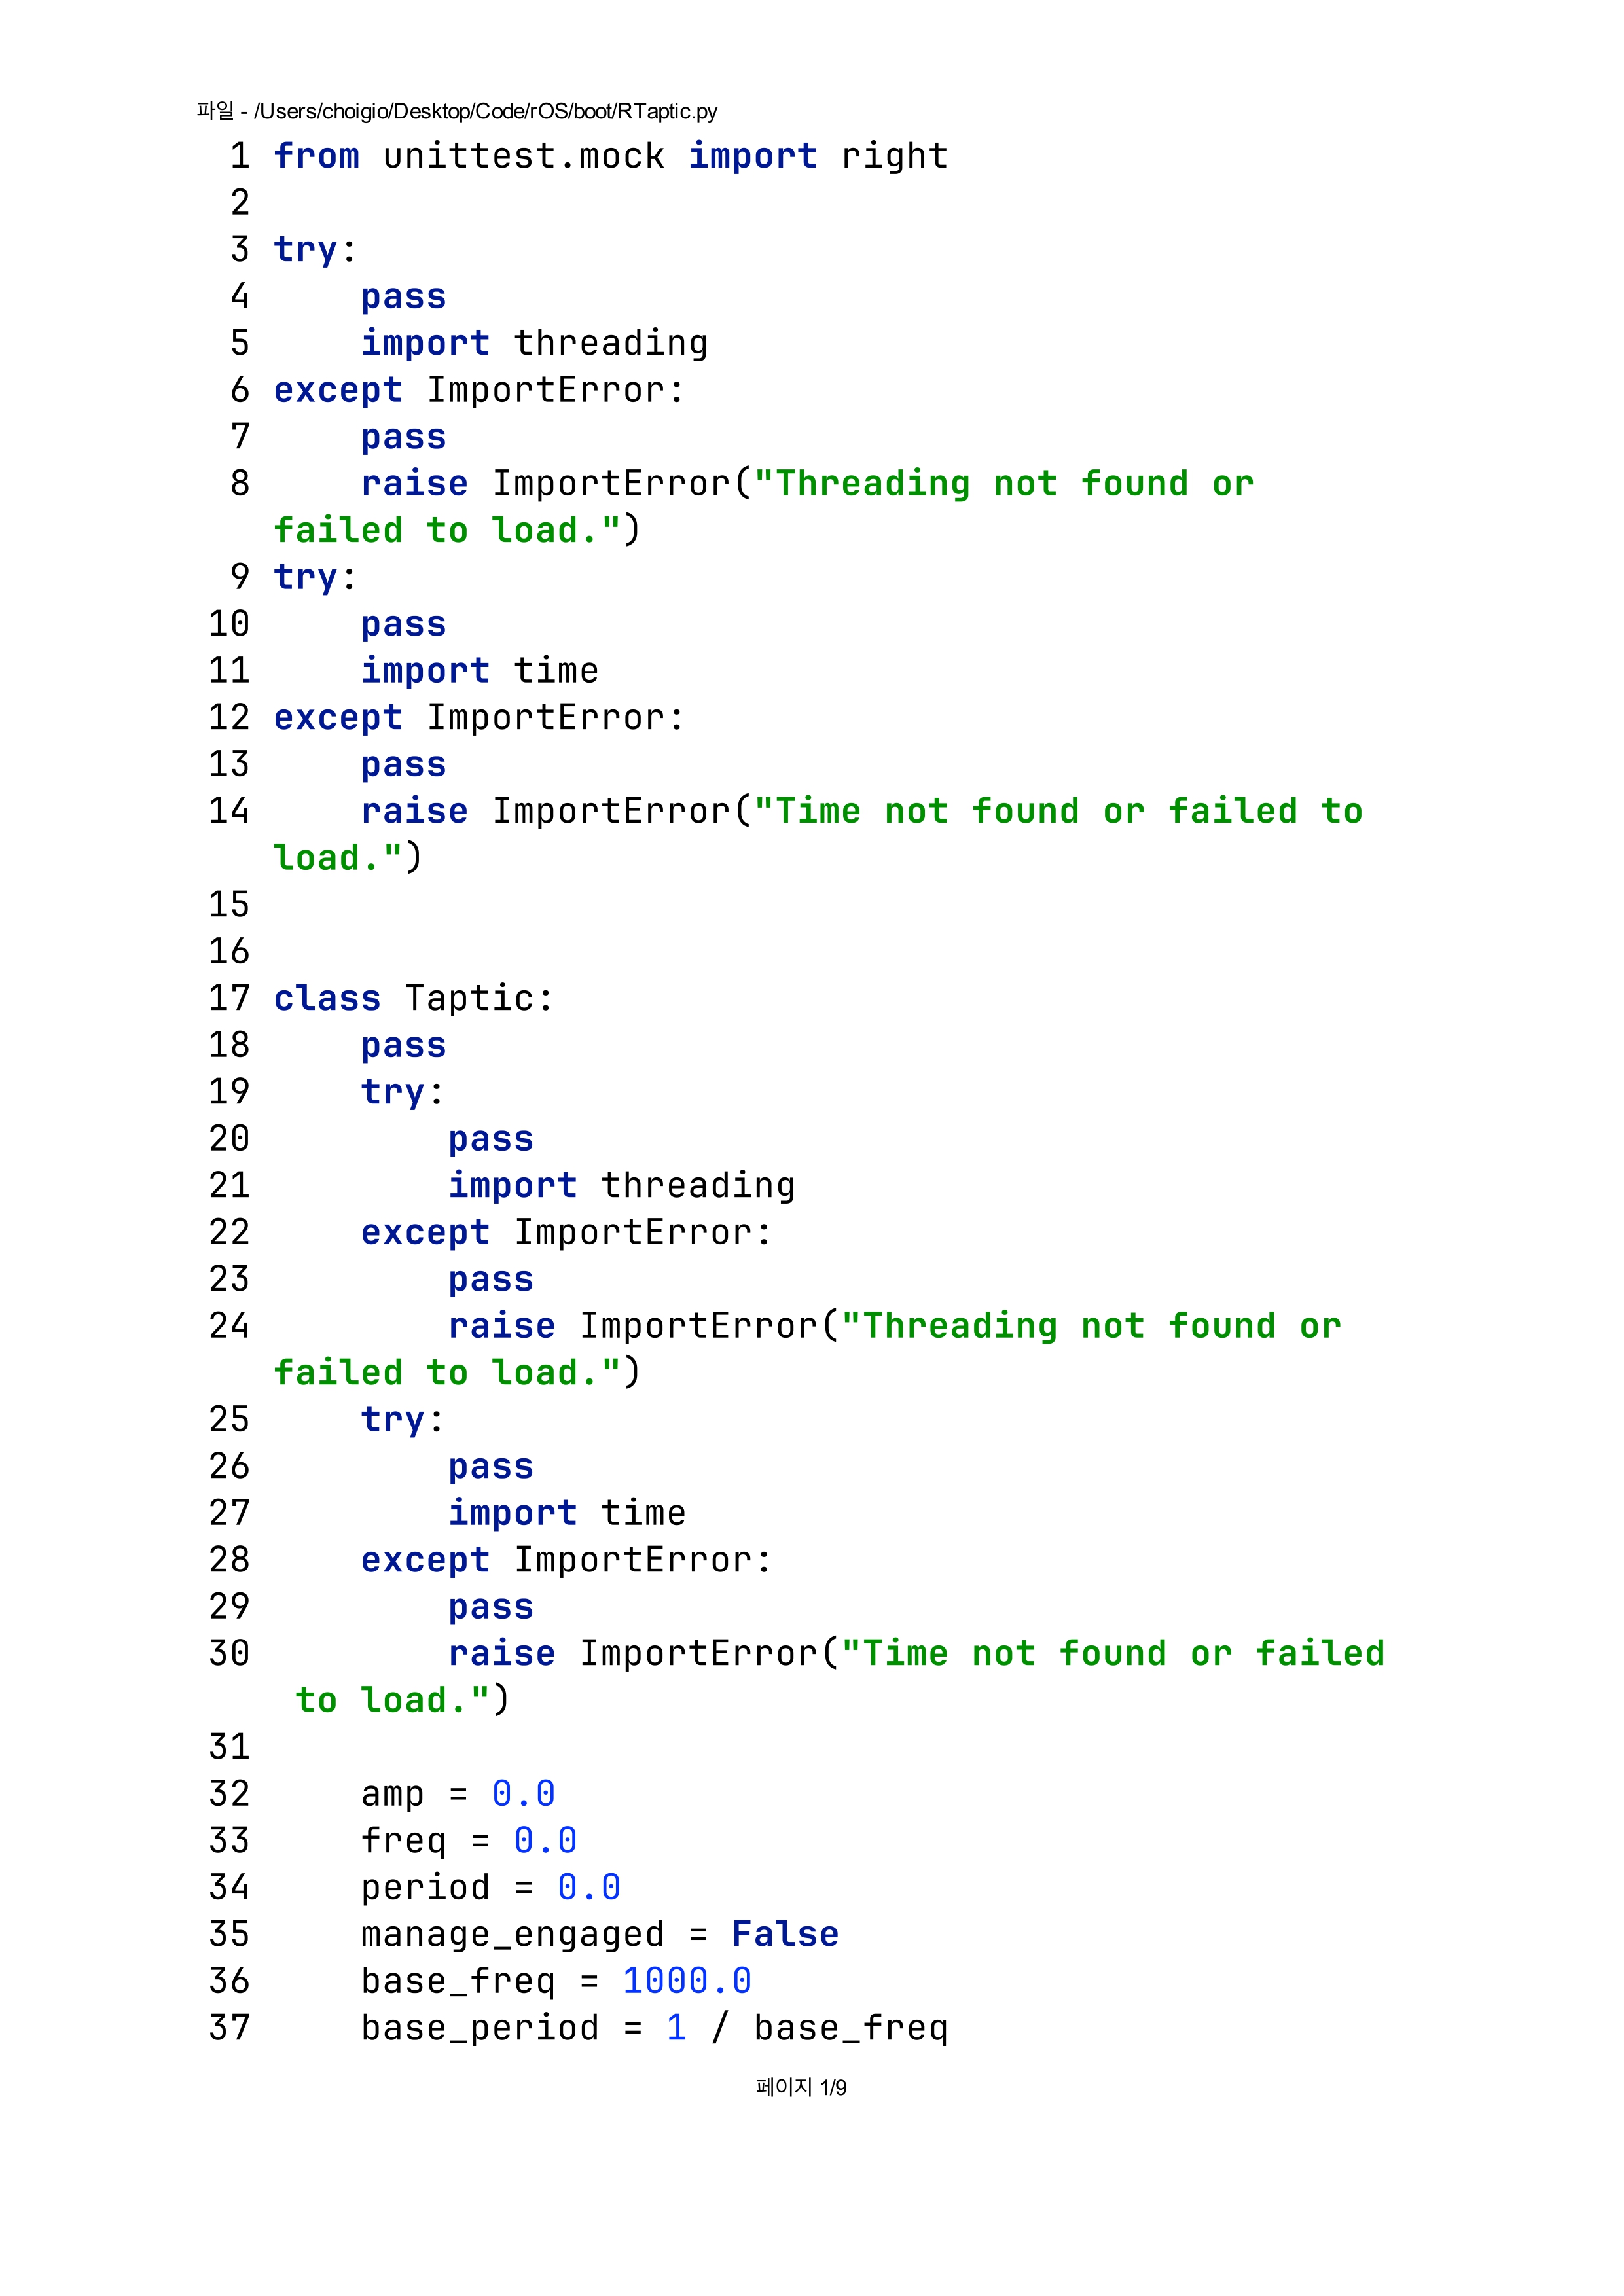 파일 - /Users/choigio/Desktop/Code/rOS/boot/RTaptic.py
1 from unittest.mock import right
2
3 try:
4     pass
5     import threading
6 except ImportError:
7     pass
8     raise ImportError("Threading not found or
failed to load.")
9 try:
10     pass
11     import time
12 except ImportError:
13     pass
14     raise ImportError("Time not found or failed to
load.")
15
16
17 class Taptic:
18     pass
19     try:
20         pass
21         import threading
22     except ImportError:
23         pass
24         raise ImportError("Threading not found or
failed to load.")
25     try:
26         pass
27         import time
28     except ImportError:
29         pass
30         raise ImportError("Time not found or failed
 to load.")
31
32     amp = 0.0
33     freq = 0.0
34     period = 0.0
35     manage_engaged = False
36     base_freq = 1000.0
37     base_period = 1 / base_freq
페이지 1/9